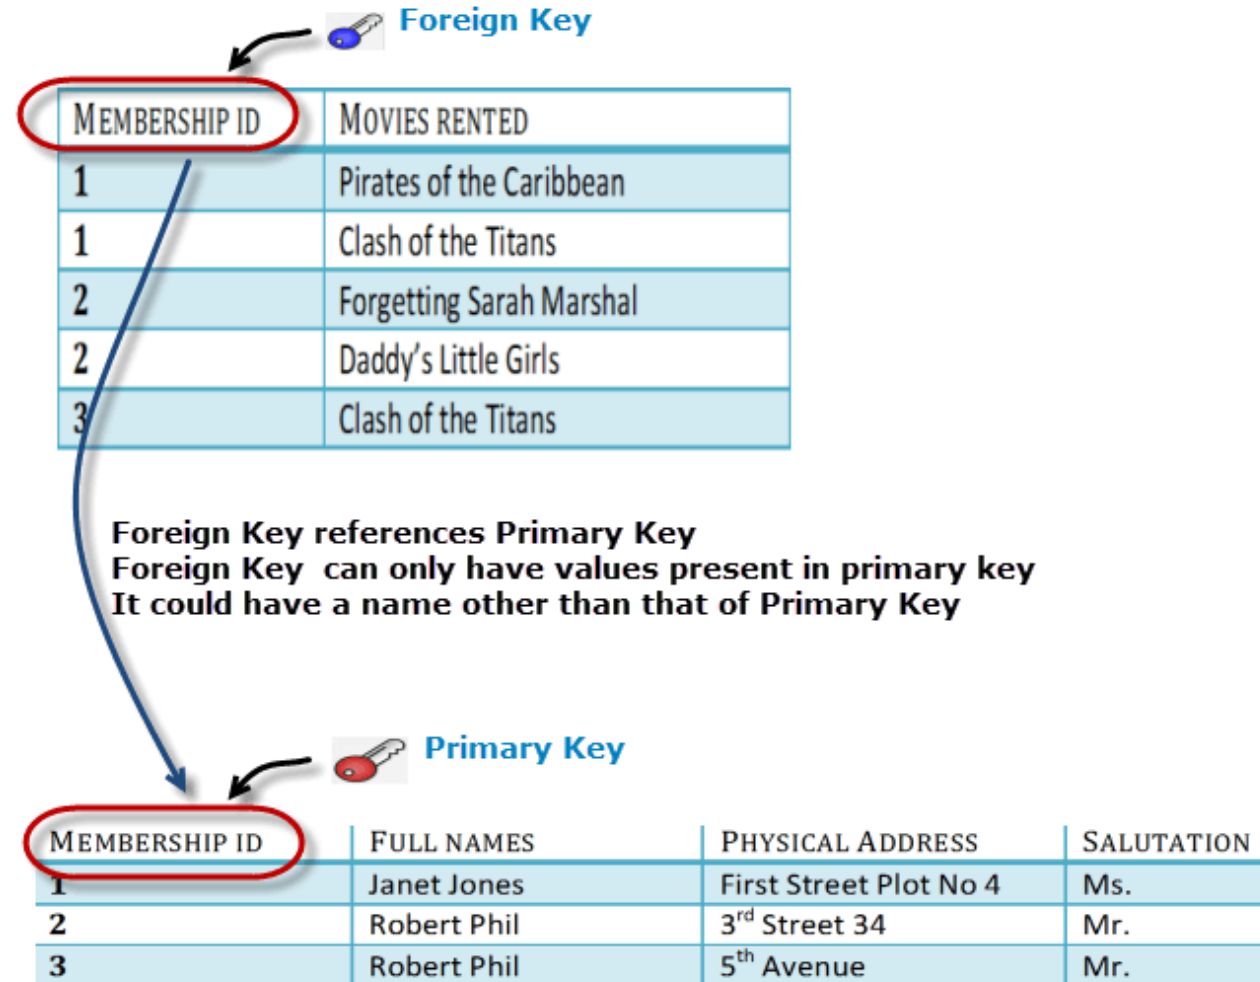 Foreign Key
MEMBERSHIP ID MOVIES RENTED
1 Pirates of the Caribbean
1 Clash of the Titans
2 Forgetting Sarah Marshal
2 Daddy's Little Girls
3 Clash of the Titans
Foreign Key references Primary Key
Foreign Key can only have values present in primary key
It could have a name other than that of Primary Key
Primary Key
MEMBERSHIP ID FULL NAMES PHYSICAL ADDRESS SALUTATION
1 Janet Jones First Street Plot No 4 Ms.
2 Robert Phil 3rd Street 34 Mr.
3 Robert Phil 5th Avenue Mr.